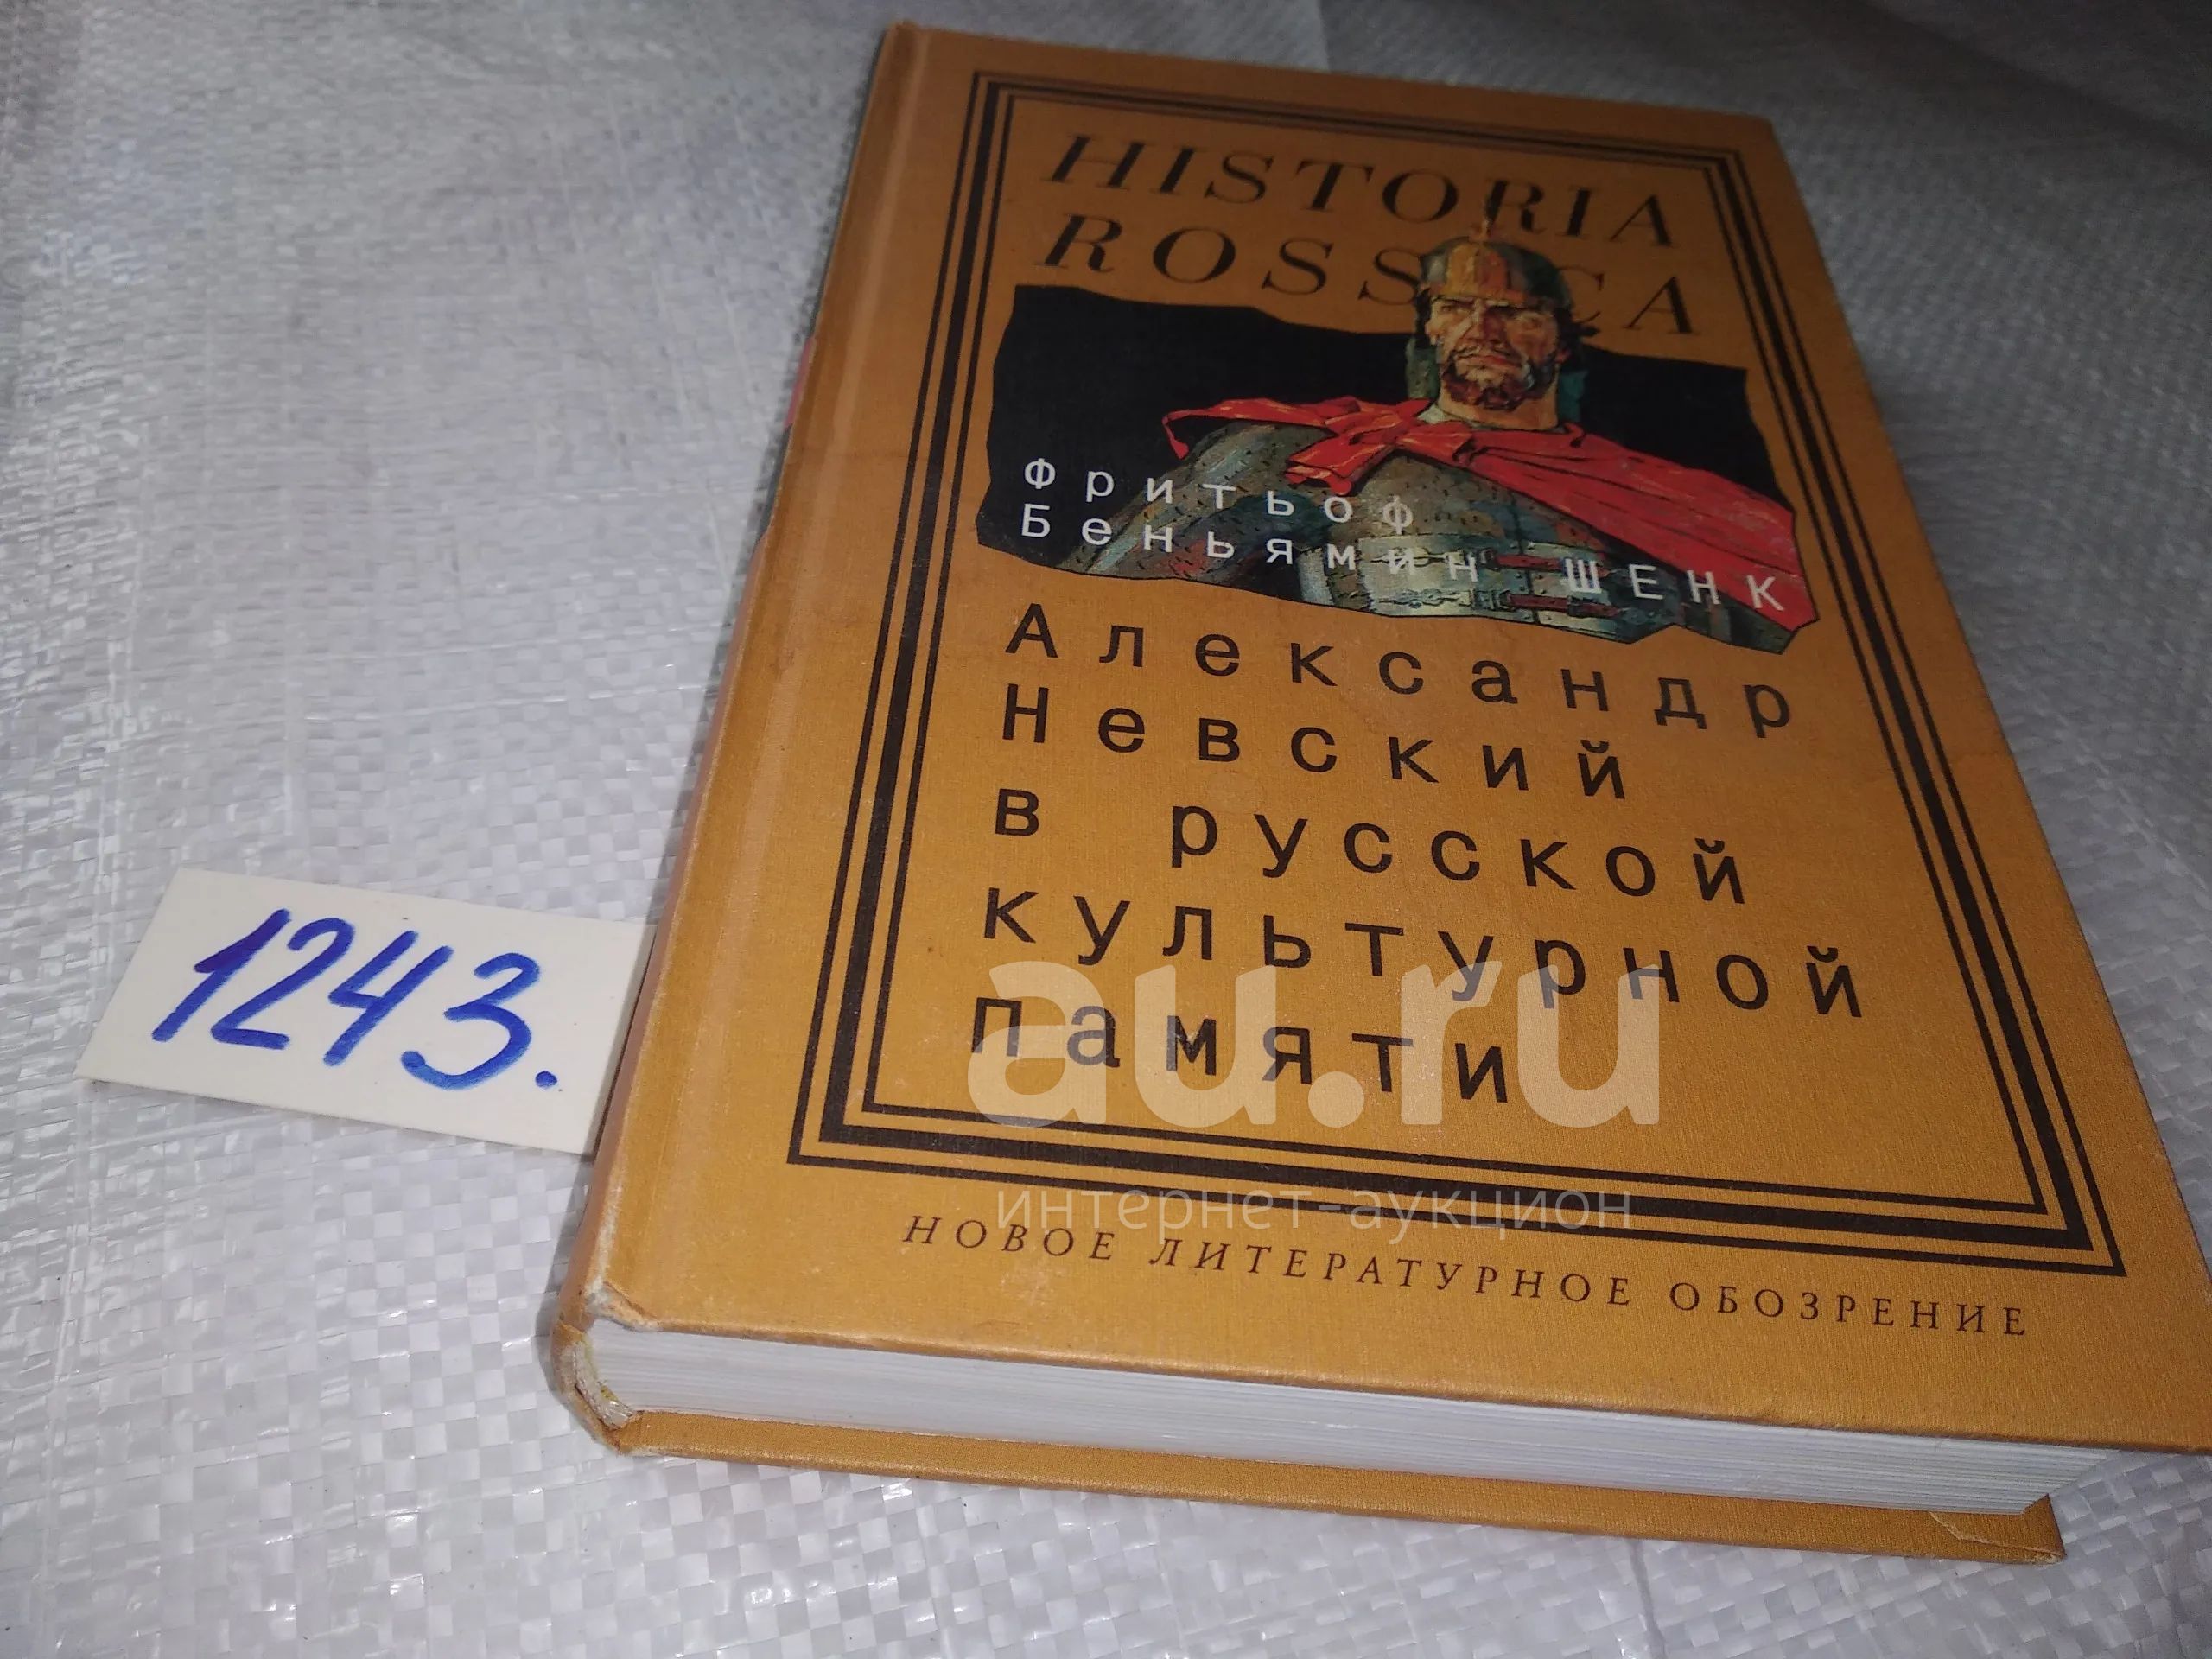 HISTORIA
ROSSICA
Фритьоф
Беньямин ШЕНК
Александр
Невский
в русской
культурной
памяти
НОВОЕ ЛИТЕРАТУРНОЕ ОБОЗРЕНИЕ
1243.
au.ru
интернет-аукцион